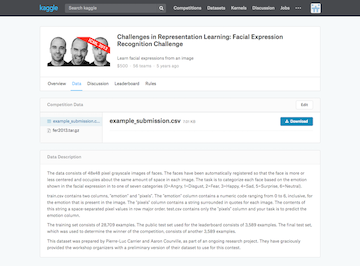 kaggle Search kaggle Competitions Datasets Kernels Discussion Jobs
Challenges in Representation Learning: Facial Expression
Recognition Challenge
Learn facial expressions from an image
56 teams 5 years ago
Overview Data Discussion Leaderboard Rules
Competition Data Edit
example_submission.c... example_submission.csv Download
fer2013.tar.gz
Data Description
The data consists of 48x48 pixel grayscale images of faces. The faces have been automatically registered so that the face is more or
less centered and occupies about the same amount of space in each image. The task is to categorize each face based on the emotion
shown in the facial expression in to one of seven categories (0=Angry, 1=Disgust, 2=Fear, 3=Happy, 4=Sad, 5=Surprise, 6=Neutral).
train.csv contains two columns, "emotion" and "pixels". The "emotion" column contains a numeric code ranging from 0 to 6, inclusive, for
the emotion that is present in the image. The "pixels" column contains a string surrounded in quotes for each image. The contents of
this string a space-separated pixel values in row major order. test.csv contains only the "pixels" column and your task is to predict the
emotion column.
The training set consists of 28,709 examples. The public test set used for the leaderboard consists of 3,589 examples. The final test set,
which was used to determine the winner of the competition, consists of another 3,589 examples.
This dataset was prepared by Pierre-Luc Carrier and Aaron Courville, as part of an ongoing research project. They have graciously
provided the workshop organizers with a preliminary version of their dataset to use for this contest.